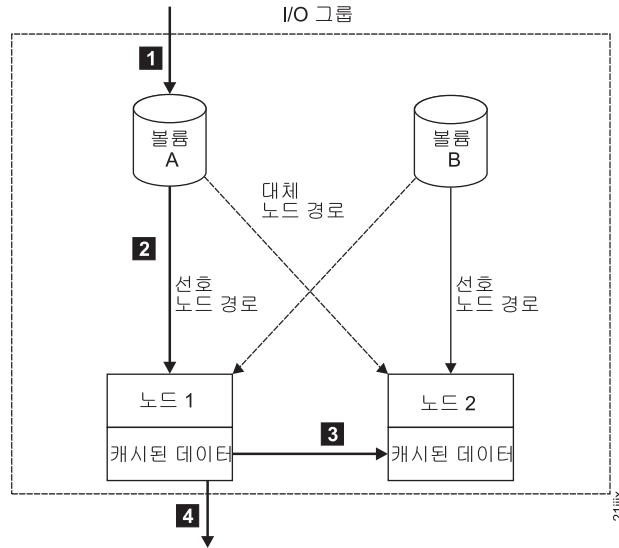 I/O 그룹
1
볼륨
A
볼륨
B
대체
노드 경로
2
선호
노드 경로
선호
노드 경로
노드 1
노드 2
캐시된 데이터
3
캐시된 데이터
4